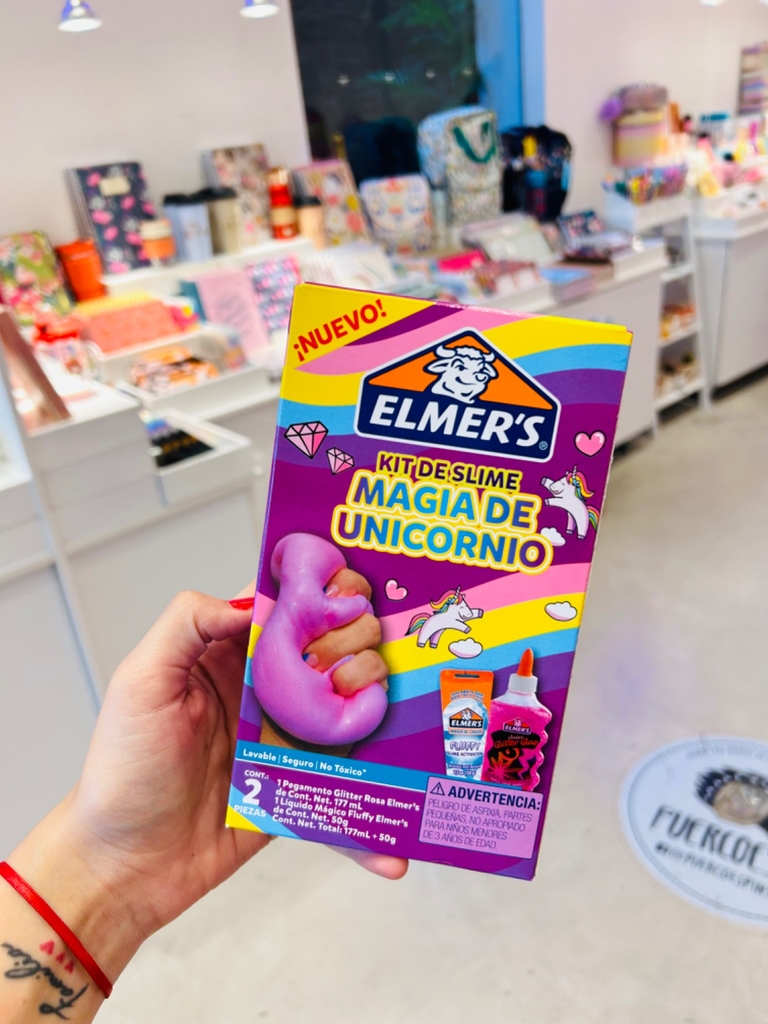 ¡NUEVO!
ELMER'S®
KIT DE SLIME
MAGIA DE
UNICORNIO
ELMER'S
FLUFFY
ELMER'S
Glitter Glue
Lavable | Seguro | No Tóxico*
CONT.:
2
PIEZAS
1 Pegamento Glitter Rosa Elmer's
de Cont. Net. 177 mL
1 Líquido Mágico Fluffy Elmer's
de Cont. Net. 50g
Cont. Net. Total: 177mL + 50g
ADVERTENCIA:
PELIGRO DE ASFIXIA, PARTES
PEQUEÑAS, NO APROPIADO
PARA NIÑOS MENORES
DE 3 AÑOS DE EDAD.
Familia